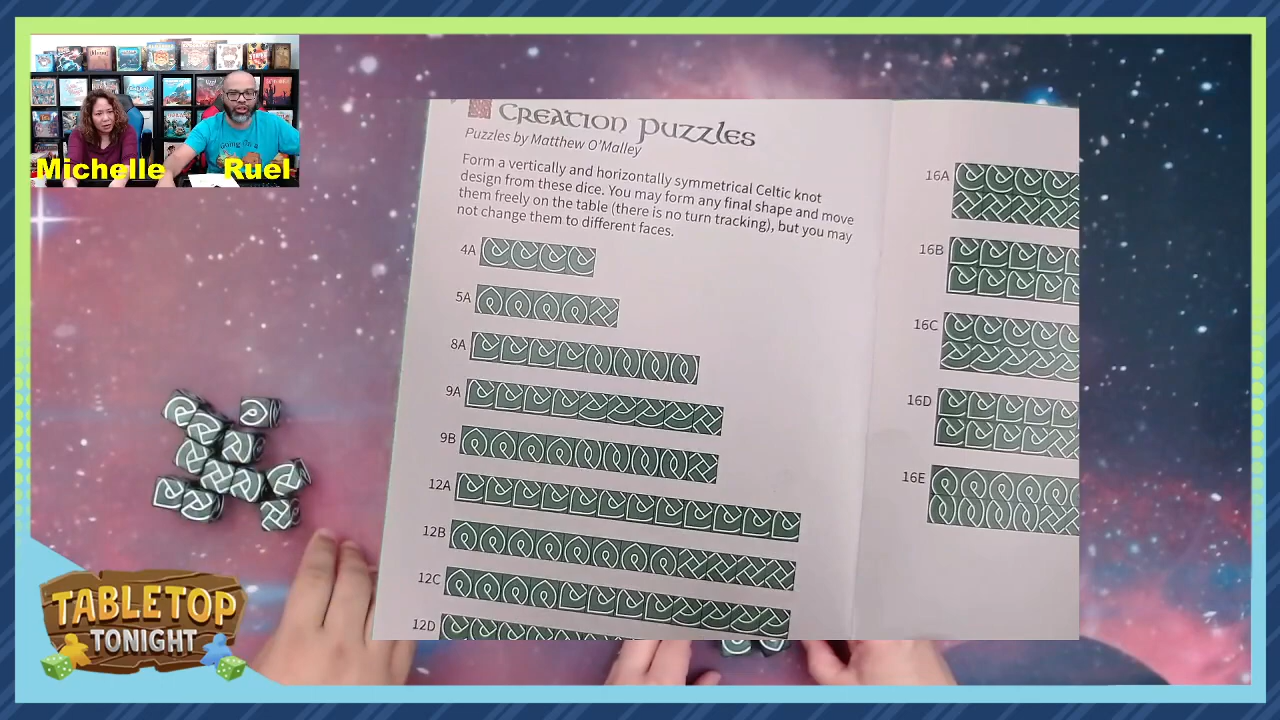 Michelle
Ruel
Creation Puzzles
Puzzles by Matthew O'Malley
Form a vertically and horizontally symmetrical Celtic knot
design from these dice. You may form any final shape and move
them freely on the table (there is no turn tracking), but you may
not change them to different faces.
4A
5A
8A
9A
9B
12A
12B
12C
12D
16A
16B
16C
16D
16E
TABLETOP
TONIGHT